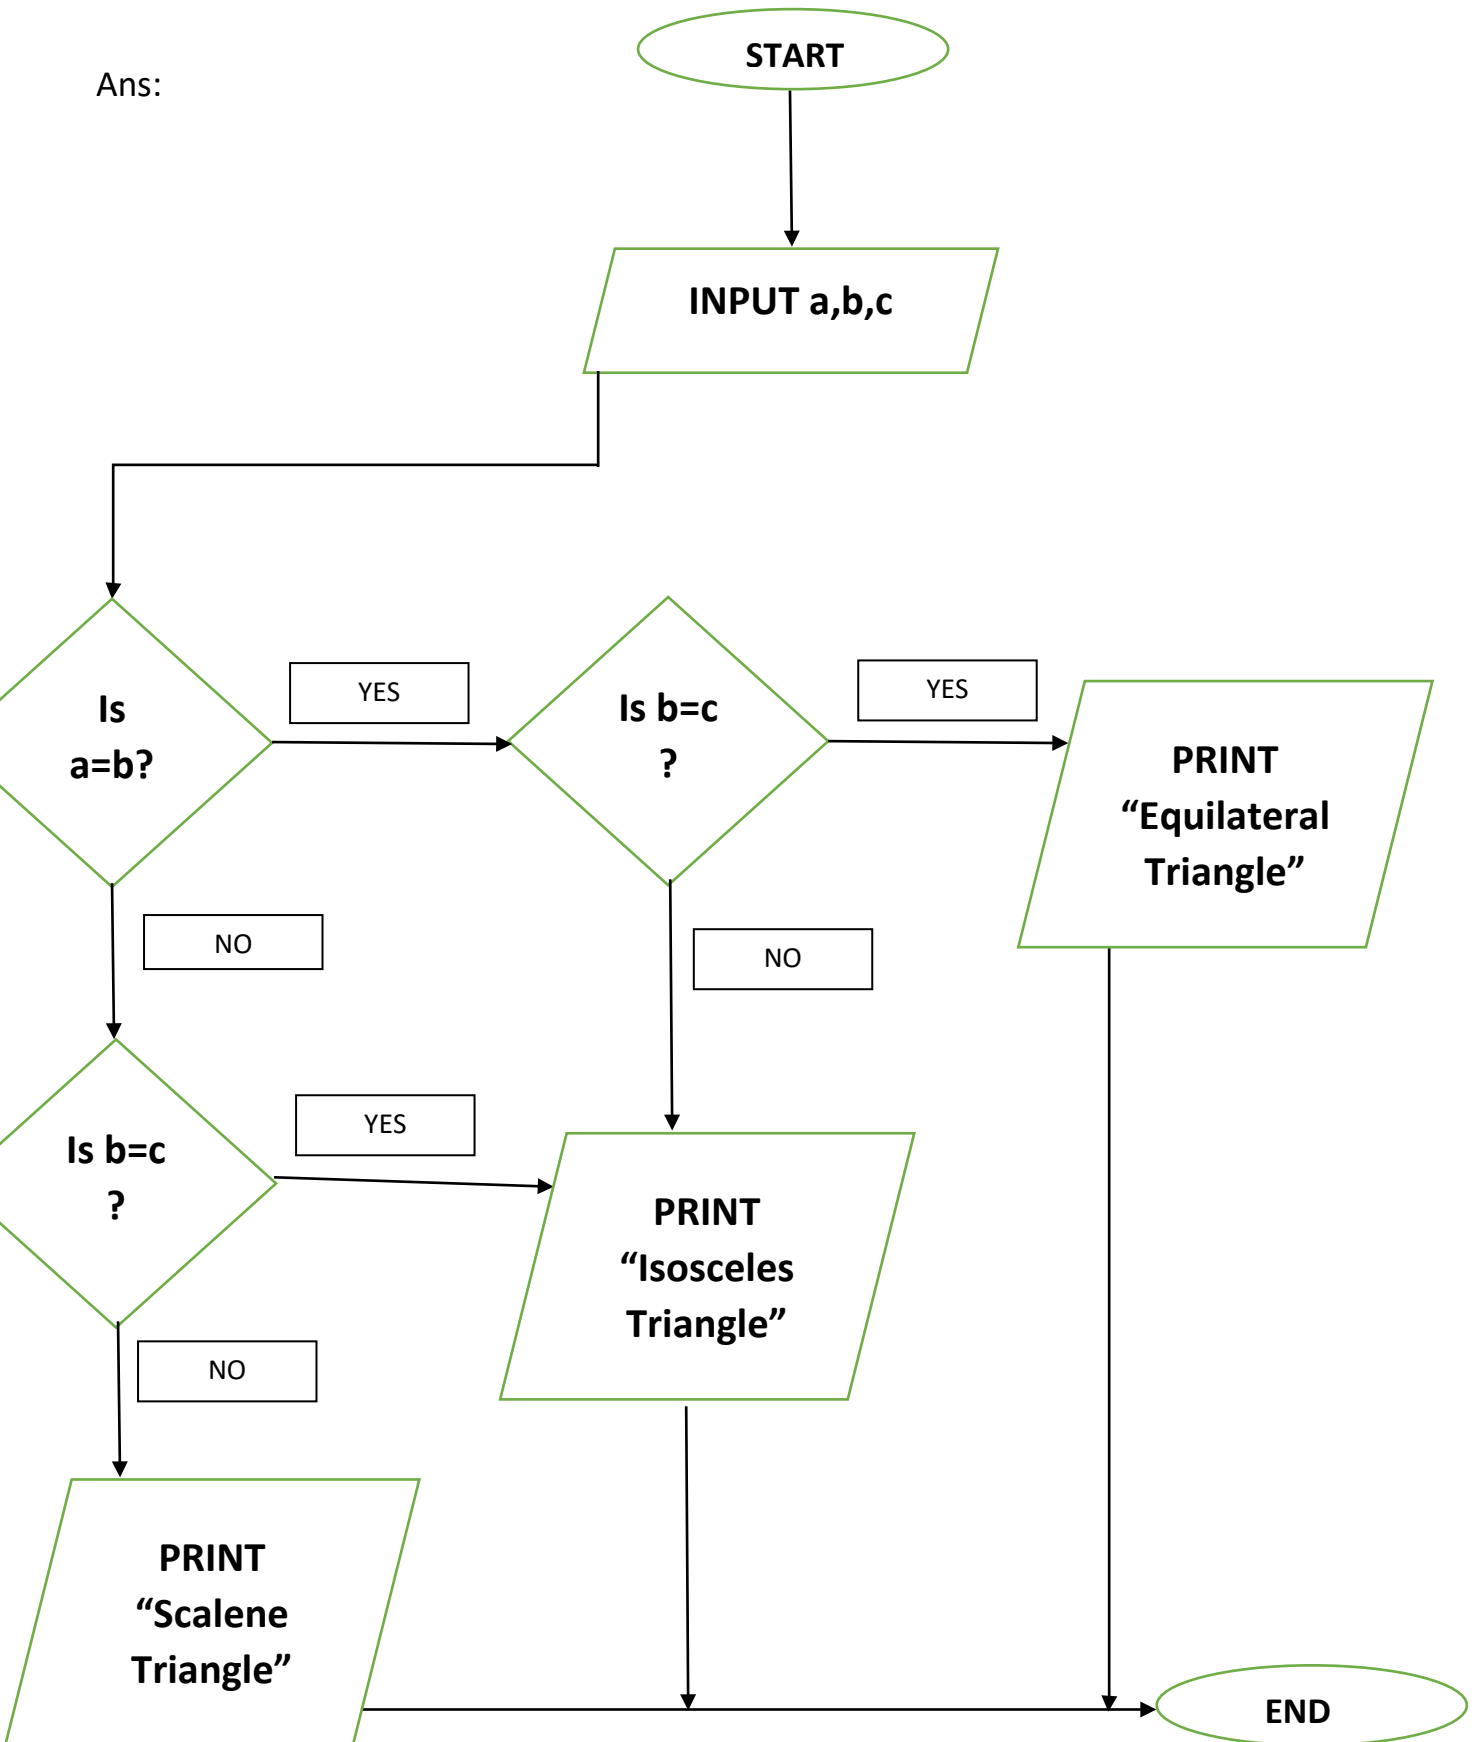 START
Ans:
INPUT a,b,c
Is
a=b?
YES
Is b=c
?
YES
PRINT
“Equilateral
Triangle”
NO
NO
Is b=c
?
YES
PRINT
“Isosceles
Triangle”
NO
PRINT
“Scalene
Triangle”
END